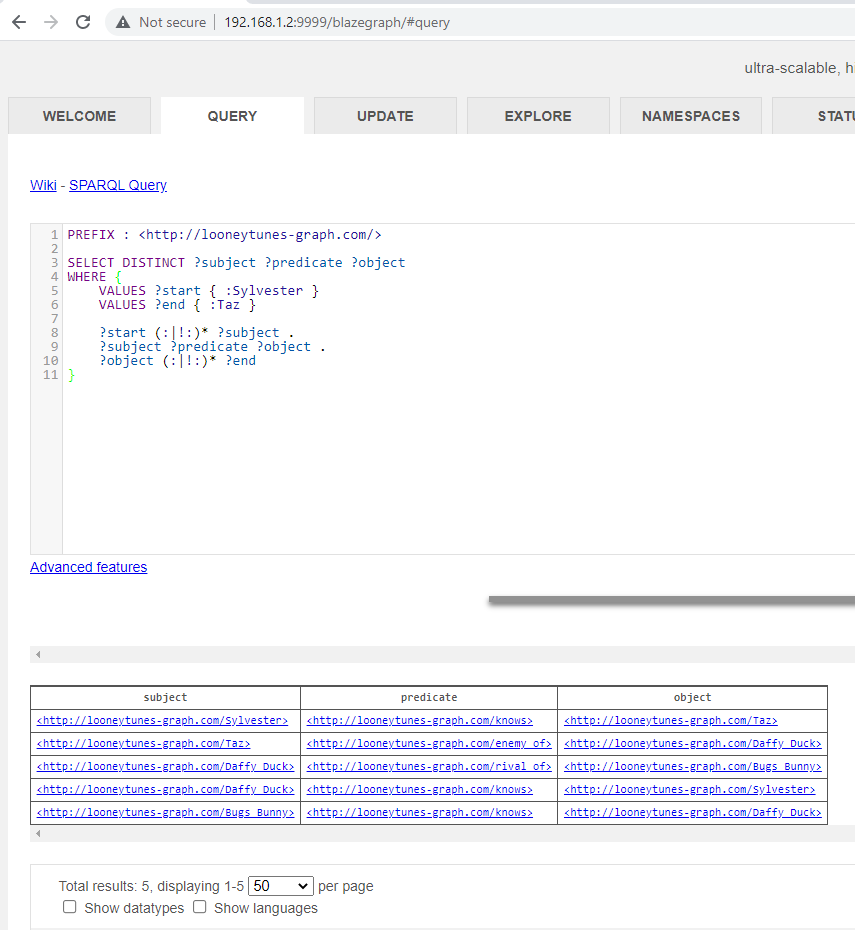 Not secure | 192.168.1.2:9999/blazegraph/#query
ultra-scalable, h
WELCOME QUERY UPDATE EXPLORE NAMESPACES STATU
Wiki - SPARQL Query
1 PREFIX : <http://looneytunes-graph.com/>
2
3 SELECT DISTINCT ?subject ?predicate ?object
4 WHERE {
5 VALUES ?start { :Sylvester }
6 VALUES ?end { :Taz }
7
8 ?start (:|!:)* ?subject .
9 ?subject ?predicate ?object .
10 ?object (:|!:)* ?end
11 }
Advanced features
subject predicate object
<http://looneytunes-graph.com/Sylvester> <http://looneytunes-graph.com/knows> <http://looneytunes-graph.com/Taz>
<http://looneytunes-graph.com/Taz> <http://looneytunes-graph.com/enemy_of> <http://looneytunes-graph.com/Daffy_Duck>
<http://looneytunes-graph.com/Daffy_Duck> <http://looneytunes-graph.com/rival_of> <http://looneytunes-graph.com/Bugs_Bunny>
<http://looneytunes-graph.com/Daffy_Duck> <http://looneytunes-graph.com/knows> <http://looneytunes-graph.com/Sylvester>
<http://looneytunes-graph.com/Bugs_Bunny> <http://looneytunes-graph.com/knows> <http://looneytunes-graph.com/Daffy_Duck>
Total results: 5, displaying 1-5 50 per page
Show datatypes Show languages